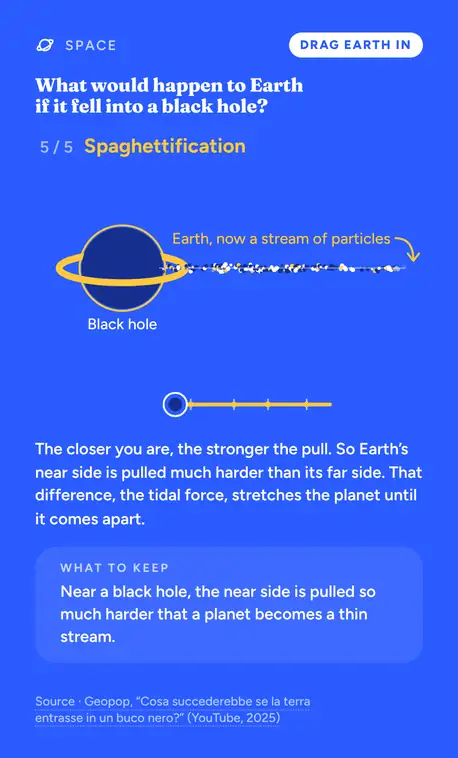 SPACE
DRAG EARTH IN
What would happen to Earth
if it fell into a black hole?
5 / 5 Spaghettification
Earth, now a stream of particles
Black hole
The closer you are, the stronger the pull. So Earth’s
near side is pulled much harder than its far side. That
difference, the tidal force, stretches the planet until
it comes apart.
WHAT TO KEEP
Near a black hole, the near side is pulled so
much harder that a planet becomes a thin
stream.
Source · Geopop, “Cosa succederebbe se la terra
entrasse in un buco nero?” (YouTube, 2025)